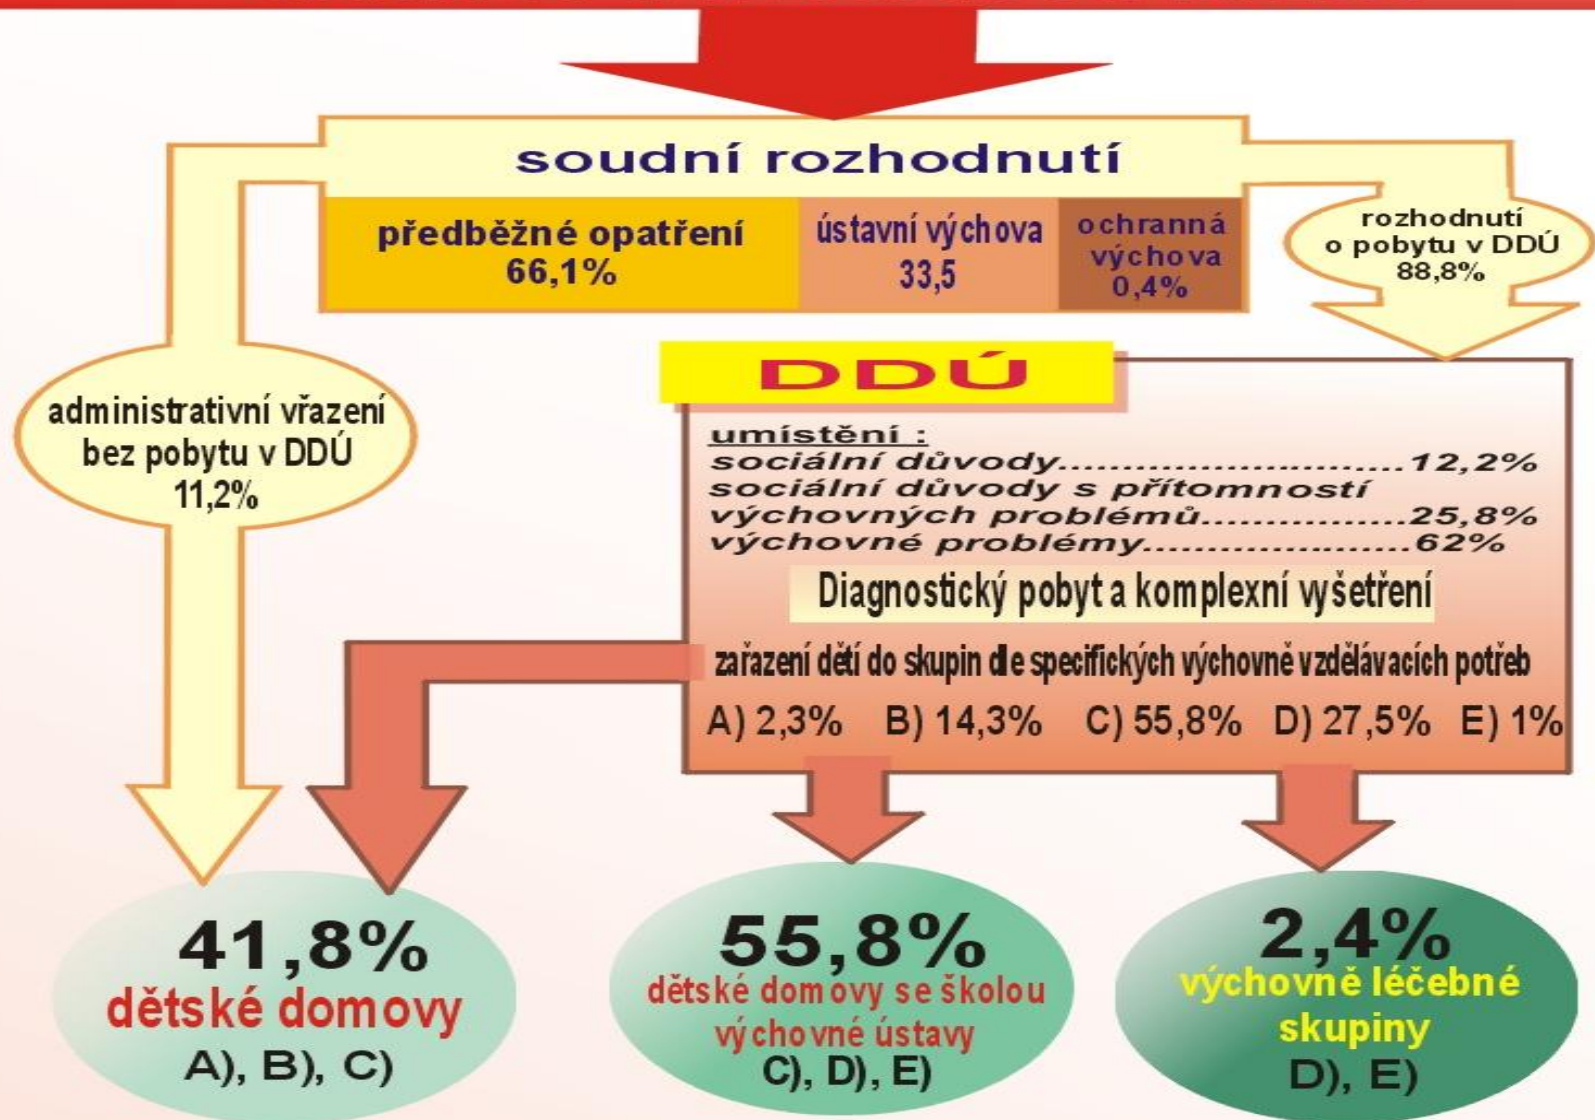 soudní rozhodnutí
předběžné opatření
66,1%
ústavní výchova
33,5
ochranná
výchova
0,4%
rozhodnutí
o pobytu v DDÚ
88,8%
administrativní vřazení
bez pobytu v DDÚ
11,2%
DDÚ
umístění :
sociální důvody...........................12,2%
sociální důvody s přítomností
výchovných problémů................25,8%
výchovné problémy.....................62%
Diagnostický pobyt a komplexní vyšetření
zařazení dětí do skupin dle specifických výchovně vzdělávacích potřeb
A) 2,3% B) 14,3% C) 55,8% D) 27,5% E) 1%
41,8%
dětské domovy
A), B), C)
55,8%
dětské domovy se školou
výchovné ústavy
C), D), E)
2,4%
výchovně léčebné
skupiny
D), E)